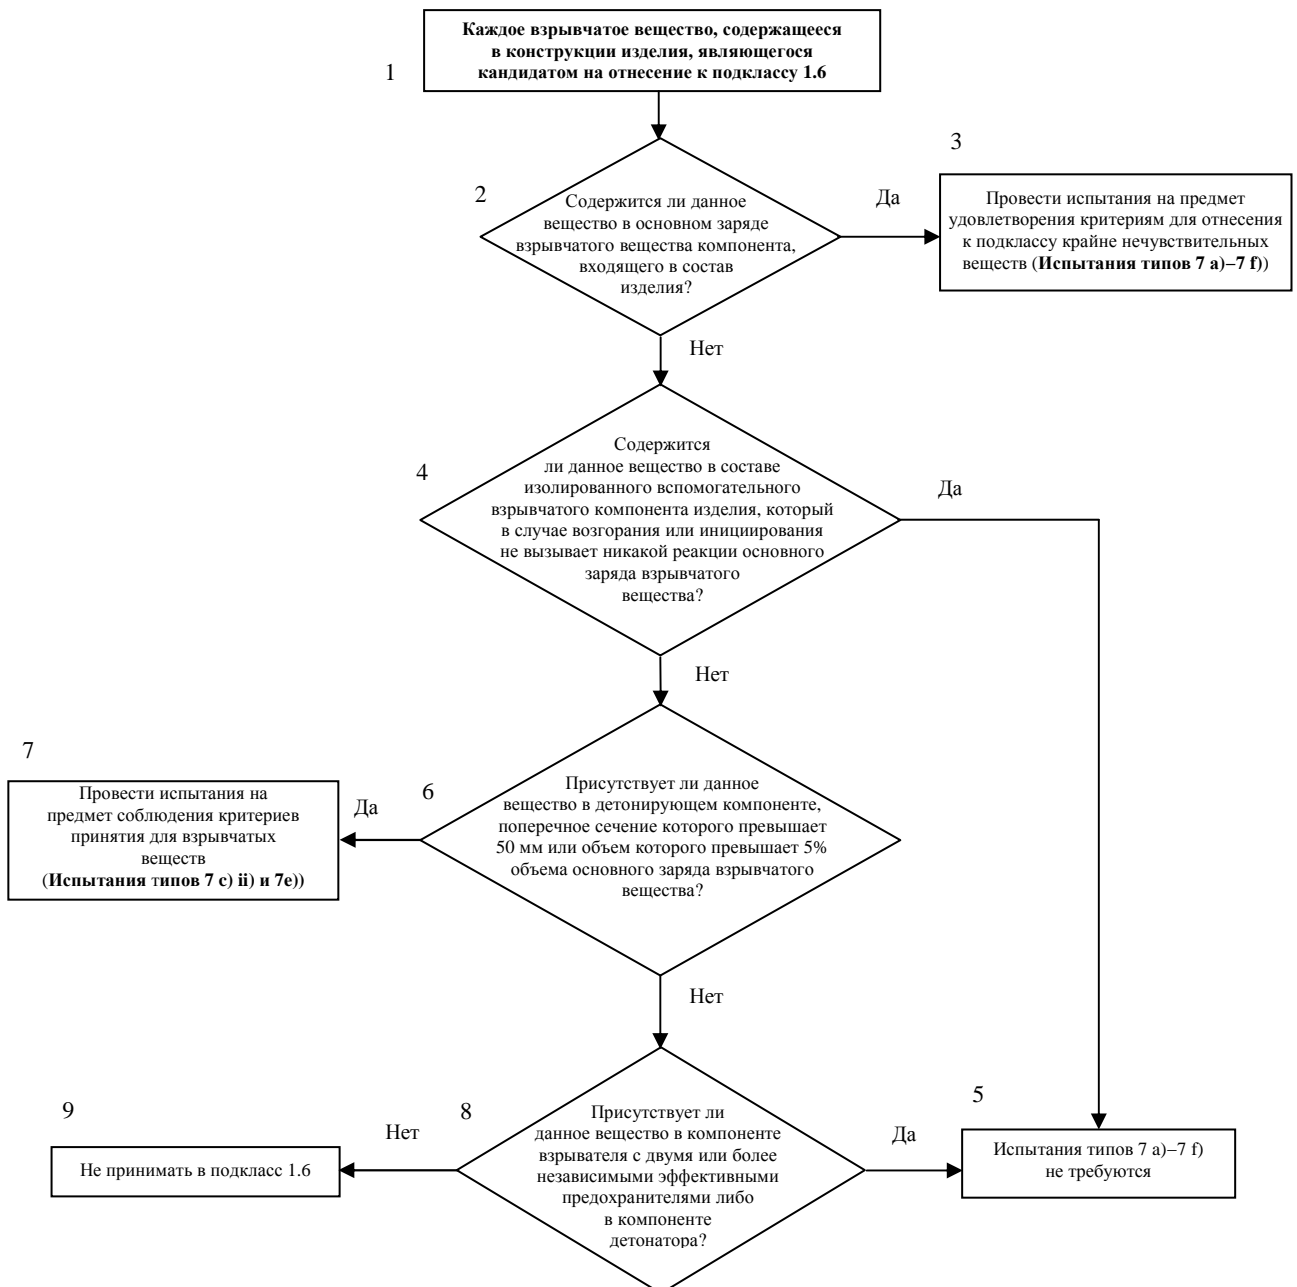 Каждое взрывчатое вещество, содержащееся
в конструкции изделия, являющегося
кандидатом на отнесение к подклассу 1.6
1
2
Содержится ли данное
вещество в основном заряде
взрывчатого вещества компонента,
входящего в состав
изделия?
Да
3
Провести испытания на предмет
удовлетворения критериям для отнесения
к подклассу крайне нечувствительных
веществ (Испытания типов 7 a)–7 f))
Нет
4
Содержится
ли данное вещество в составе
изолированного вспомогательного
взрывчатого компонента изделия, который
в случае возгорания или инициирования
не вызывает никакой реакции основного
заряда взрывчатого
вещества?
Да
Нет
7
Провести испытания на
предмет соблюдения критериев
принятия для взрывчатых
веществ
(Испытания типов 7 c) ii) и 7e))
Да
6
Присутствует ли данное
вещество в детонирующем компоненте,
поперечное сечение которого превышает
50 мм или объем которого превышает 5%
объема основного заряда взрывчатого
вещества?
Нет
9
Не принимать в подкласс 1.6
Нет
8
Присутствует ли
данное вещество в компоненте
взрывателя с двумя или более
независимыми эффективными
предохранителями либо
в компоненте
детонатора?
Да
5
Испытания типов 7 a)–7 f)
не требуются